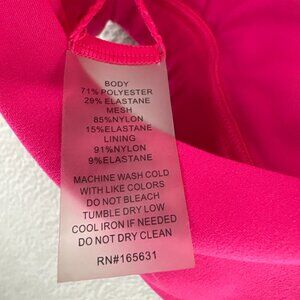 BODY
71% POLYESTER
29% ELASTANE
MESH
85%NYLON
15%ELASTANE
LINING
91%NYLON
9%ELASTANE
MACHINE WASH COLD
WITH LIKE COLORS
DO NOT BLEACH
TUMBLE DRY LOW
COOL IRON IF NEEDED
DO NOT DRY CLEAN
RN#165631